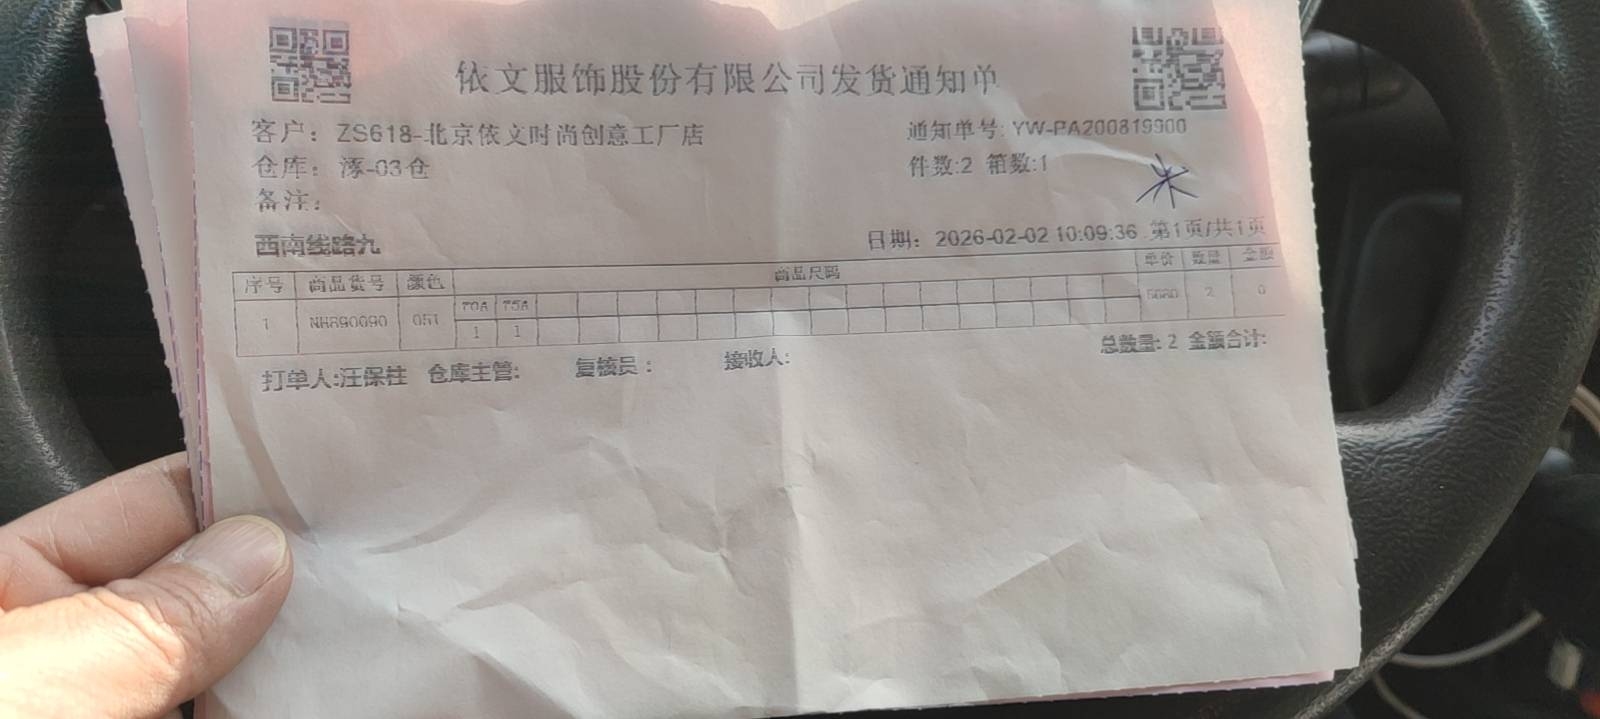 依文服饰股份有限公司发货通知单
客户：ZS618-北京依文时尚创意工厂店
通知单号: YW-PA200819900
仓库：涿-03仓
件数:2 箱数:1
备注：
西南线路九
日期：2026-02-02 10:09:36 第1页/共1页
序号 商品货号 颜色 商品尺码 单价 数量 金额
70A 75A
1 05T 2 0
1 1
总数量: 2 金额合计:
打单人:汪保柱 仓库主管: 复核员： 接收人: